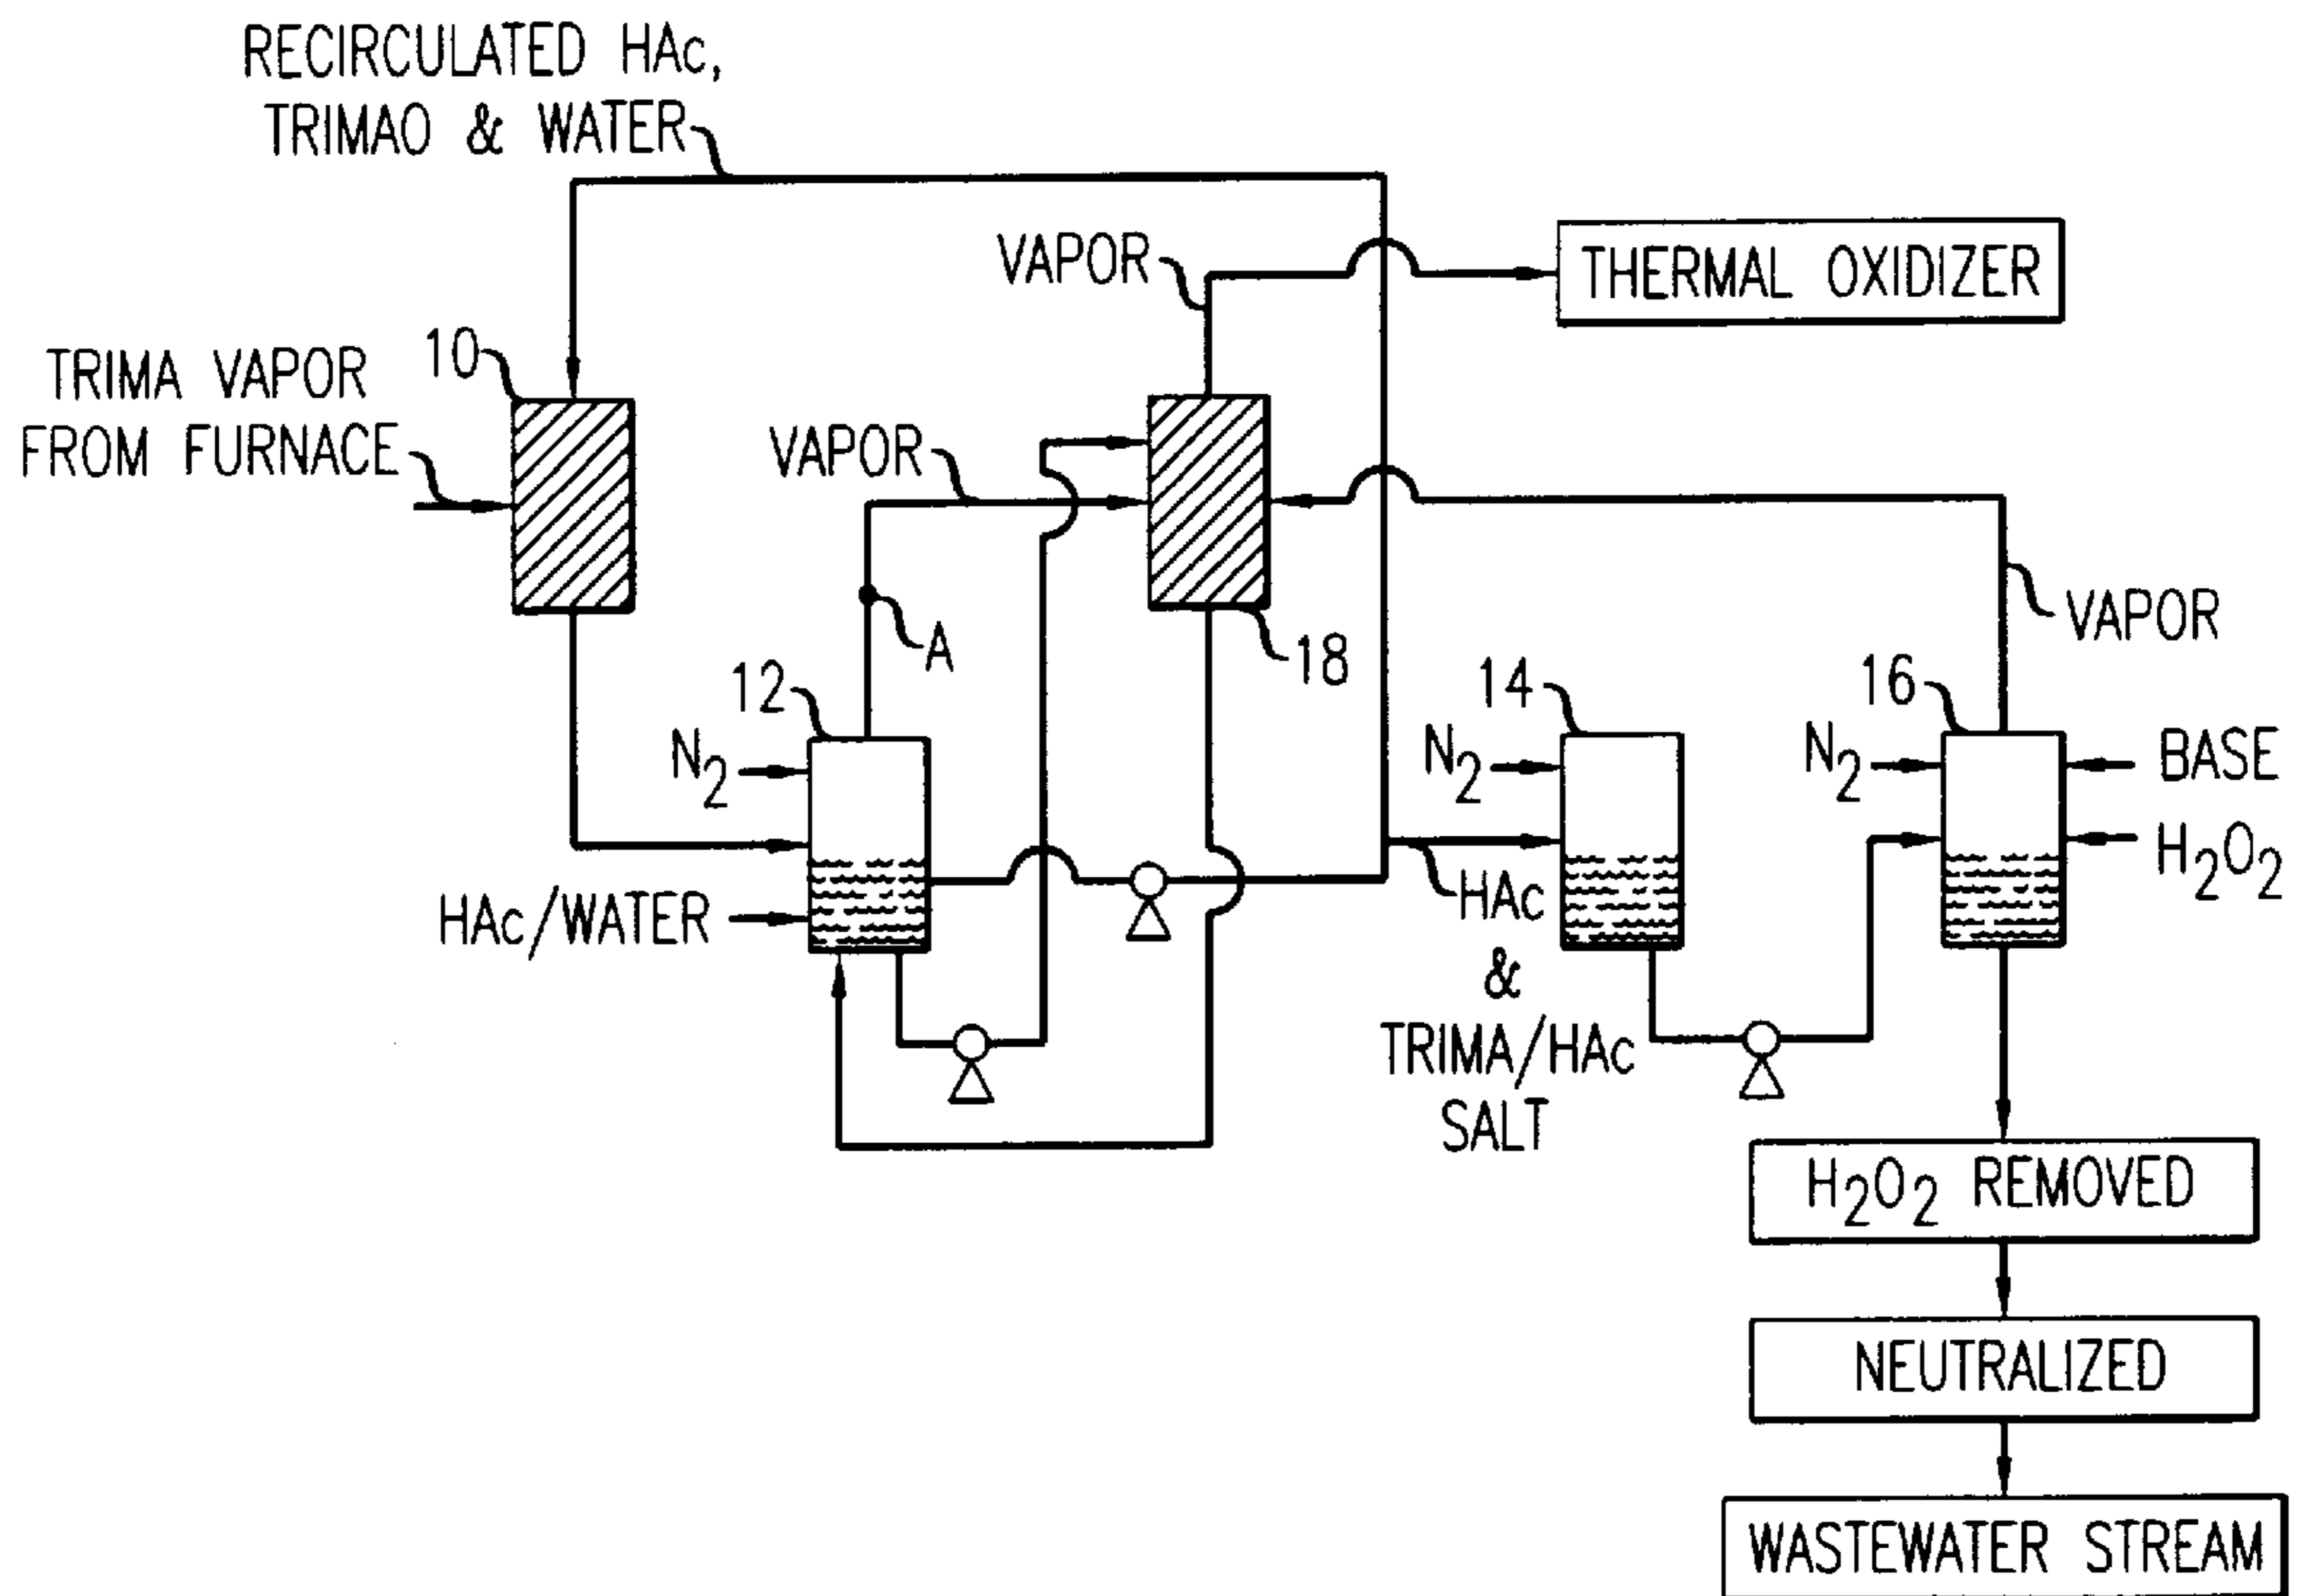 RECIRCULATED HAc,
TRIMAO & WATER
VAPOR
THERMAL OXIDIZER
TRIMA VAPOR
FROM FURNACE
10
VAPOR
A
18
VAPOR
12
N2
14
N2
16
N2
BASE
H2O2
HAc/WATER
HAc
&
TRIMA/HAc
SALT
H2O2 REMOVED
NEUTRALIZED
WASTEWATER STREAM